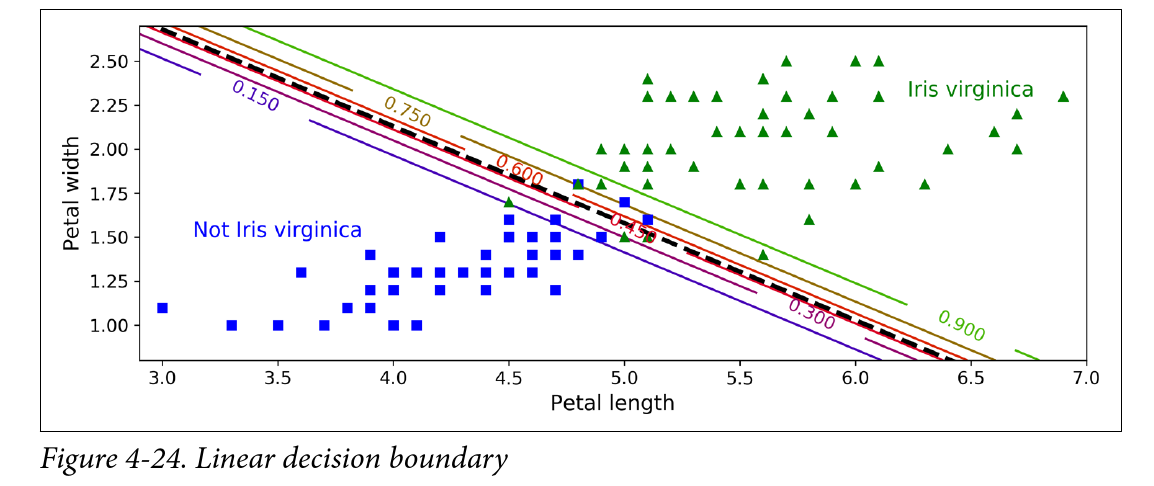 2.50
2.25
2.00
1.75
1.50
1.25
1.00
Petal width
0.150
0.750
0.600
0.450
0.300
0.900
Iris virginica
Not Iris virginica
3.0 3.5 4.0 4.5 5.0 5.5 6.0 6.5 7.0
Petal length
Figure 4-24. Linear decision boundary